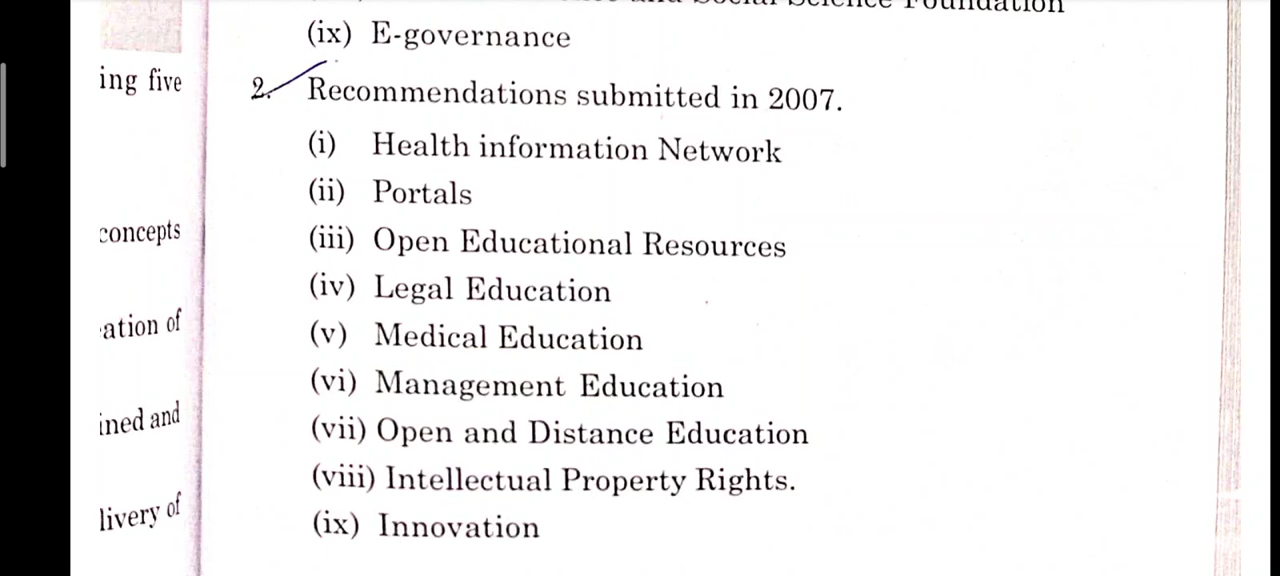 Foundation
(ix) E-governance
ing five
2. Recommendations submitted in 2007.
(i) Health information Network
(ii) Portals
concepts
(iii) Open Educational Resources
(iv) Legal Education
ation of
(v) Medical Education
(vi) Management Education
ined and
(vii) Open and Distance Education
(viii) Intellectual Property Rights.
livery of
(ix) Innovation